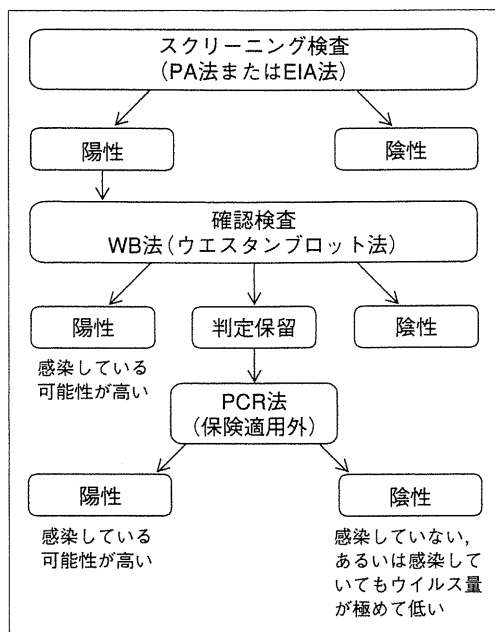 スクリーニング検査
(PA法またはEIA法)
陽性
陰性
確認検査
WB法(ウエスタンブロット法)
陽性
判定保留
陰性
感染している
可能性が高い
PCR法
(保険適用外)
陽性
陰性
感染している
可能性が高い
感染していない,
あるいは感染して
いてもウイルス量
が極めて低い